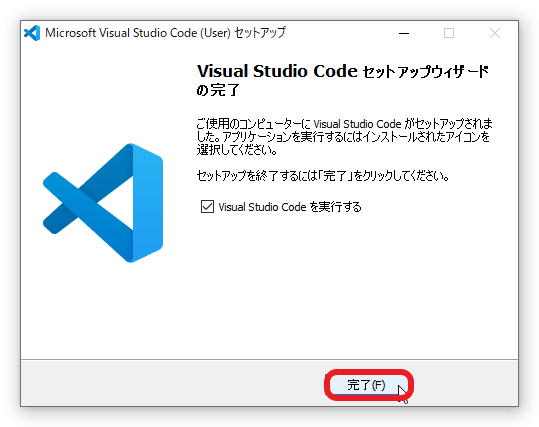 Microsoft Visual Studio Code (User) セットアップ
Visual Studio Code セットアップウィザード
の完了
ご使用のコンピューターに Visual Studio Code がセットアップされま
した。アプリケーションを実行するにはインストールされたアイコンを
選択してください。
セットアップを終了するには「完了」をクリックしてください。
Visual Studio Code を実行する
完了(F)